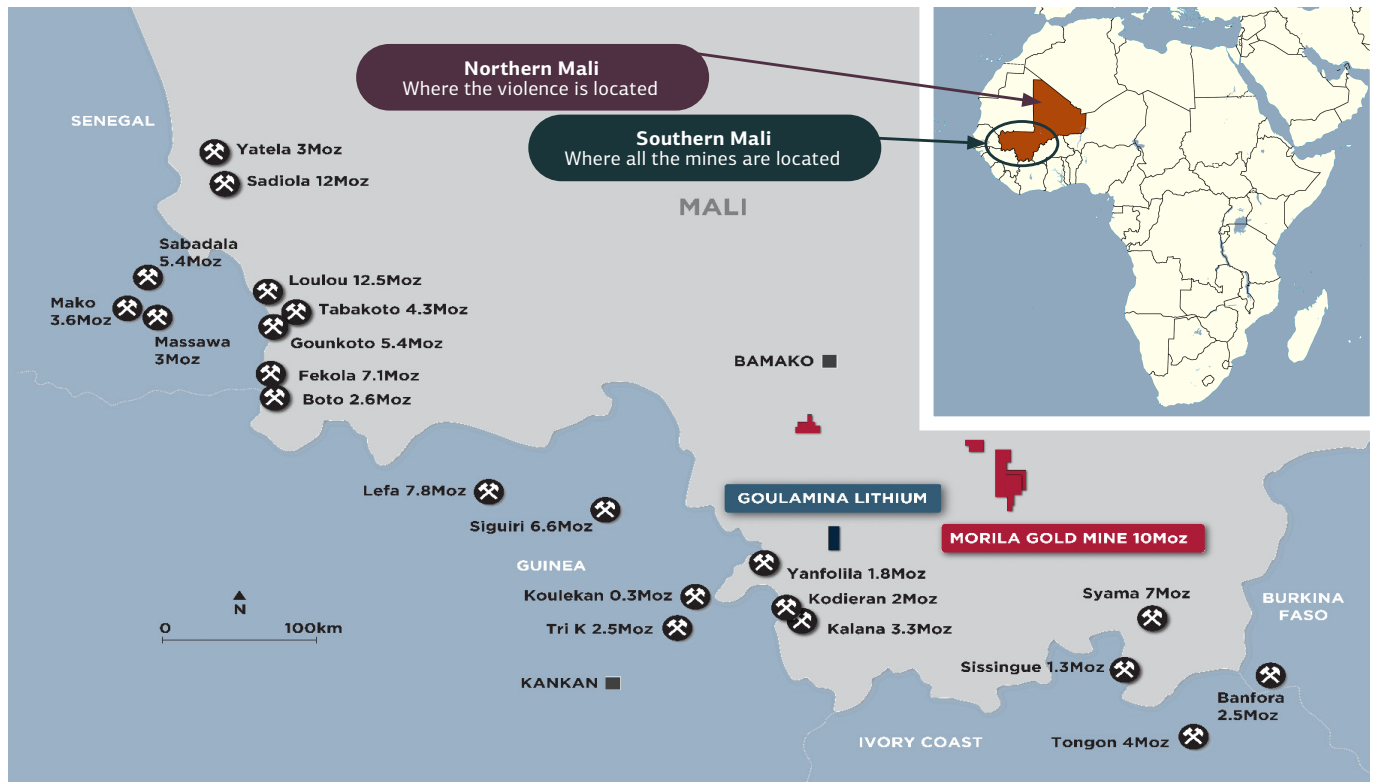 Northern Mali
Where the violence is located
Southern Mali
Where all the mines are located
SENEGAL
Yatela 3Moz
Sadiola 12Moz
MALI
Sabadala
5.4Moz
Loulou 12.5Moz
Mako
3.6Moz
Tabakoto 4.3Moz
Massawa
3Moz
Gounkoto 5.4Moz
Fekola 7.1Moz
Boto 2.6Moz
BAMAKO
Lefa 7.8Moz
Siguiri 6.6Moz
GOULAMINA LITHIUM
MORILA GOLD MINE 10Moz
GUINEA
Yanfolila 1.8Moz
Koulekan 0.3Moz
Kodieran 2Moz
Tri K 2.5Moz
Kalana 3.3Moz
Syama 7Moz
BURKINA
FASO
N
0 100km
Sissingue 1.3Moz
KANKAN
Banfora
2.5Moz
IVORY COAST
Tongon 4Moz